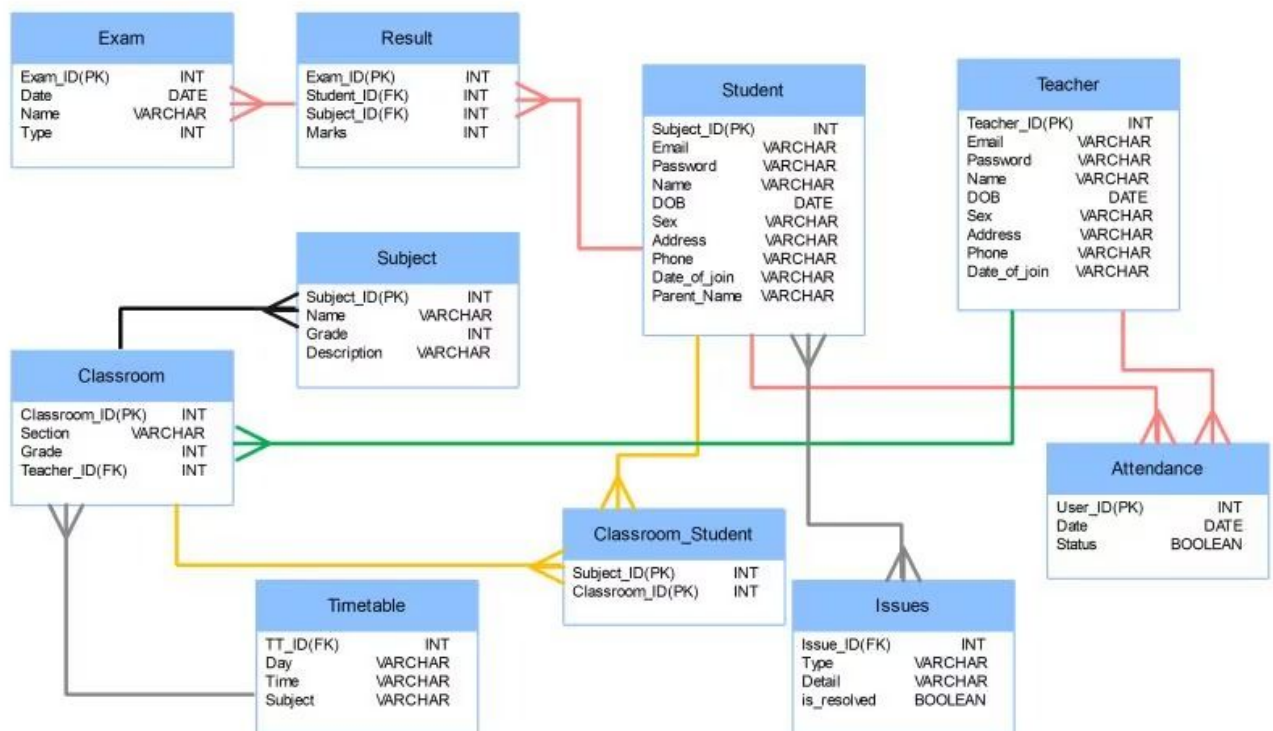 Exam
Exam_ID(PK) INT
Date DATE
Name VARCHAR
Type INT
Result
Exam_ID(PK) INT
Student_ID(FK) INT
Subject_ID(FK) INT
Marks INT
Student
Subject_ID(PK) INT
Email VARCHAR
Password VARCHAR
Name VARCHAR
DOB DATE
Sex VARCHAR
Address VARCHAR
Phone VARCHAR
Date_of_join VARCHAR
Parent_Name VARCHAR
Teacher
Teacher_ID(PK) INT
Email VARCHAR
Password VARCHAR
Name VARCHAR
DOB DATE
Sex VARCHAR
Address VARCHAR
Phone VARCHAR
Date_of_join VARCHAR
Subject
Subject_ID(PK) INT
Name VARCHAR
Grade INT
Description VARCHAR
Classroom
Classroom_ID(PK) INT
Section VARCHAR
Grade INT
Teacher_ID(FK) INT
Attendance
User_ID(PK) INT
Date DATE
Status BOOLEAN
Classroom_Student
Subject_ID(PK) INT
Classroom_ID(PK) INT
Timetable
TT_ID(FK) INT
Day VARCHAR
Time VARCHAR
Subject VARCHAR
Issues
Issue_ID(FK) INT
Type VARCHAR
Detail VARCHAR
is_resolved BOOLEAN